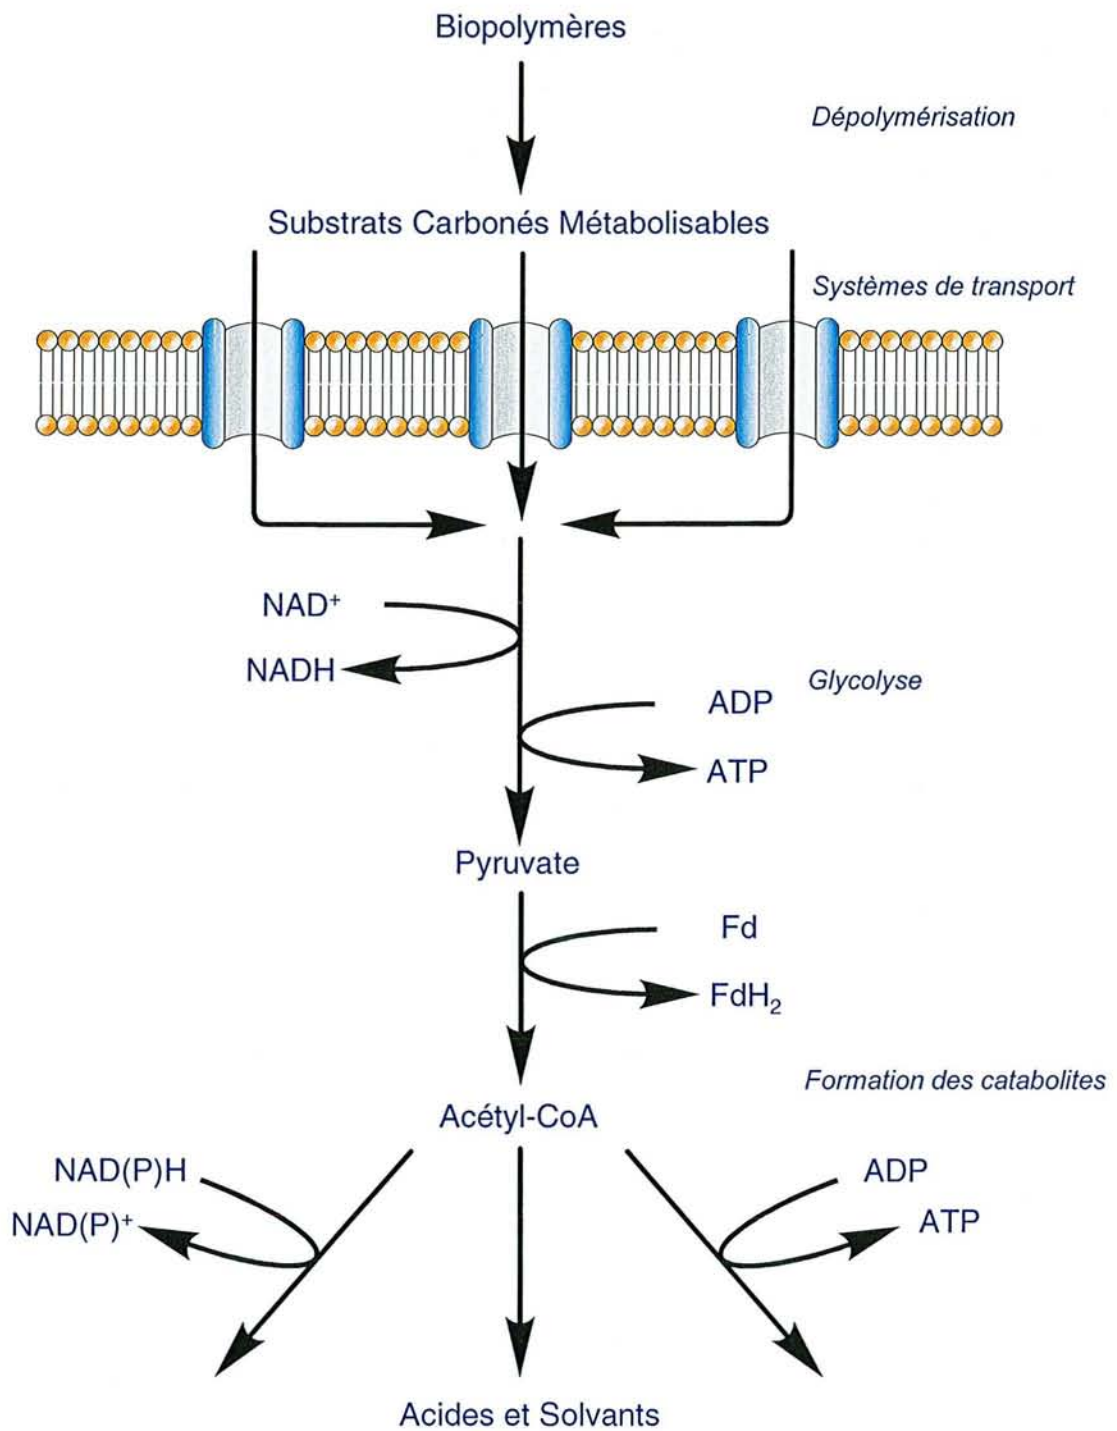 Biopolymères
Dépolymérisation
Substrats Carbonés Métabolisables
Systèmes de transport
NAD⁺
NADH
Glycolyse
ADP
ATP
Pyruvate
Fd
FdH₂
Formation des catabolites
Acétyl-CoA
NAD(P)H
ADP
NAD(P)⁺
ATP
Acides et Solvants